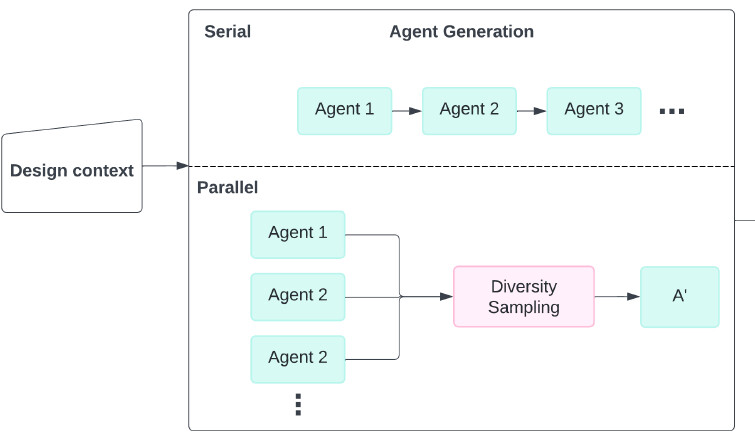 Serial
Agent Generation
Agent 1
Agent 2
Agent 3
...
Design context
Parallel
Agent 1
Agent 2
Agent 2
Diversity
Sampling
A'